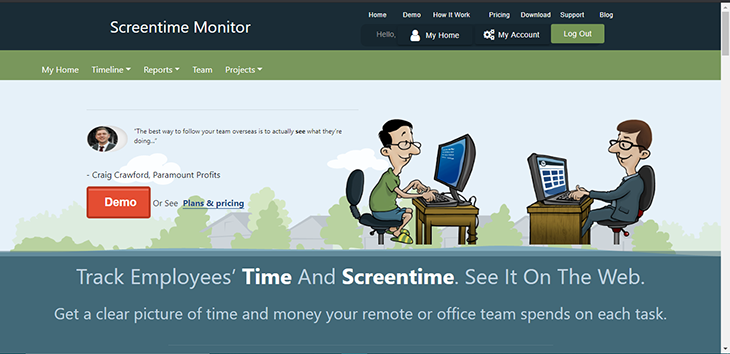 Home Demo How It Work Pricing Download Support Blog
Screentime Monitor
Hello, My Home My Account Log Out
My Home Timeline Reports Team Projects
"The best way to follow your team overseas is to actually see what they're
doing..."
- Craig Crawford, Paramount Profits
Demo Or See Plans & pricing
Track Employees' Time And Screentime. See It On The Web.
Get a clear picture of time and money your remote or office team spends on each task.